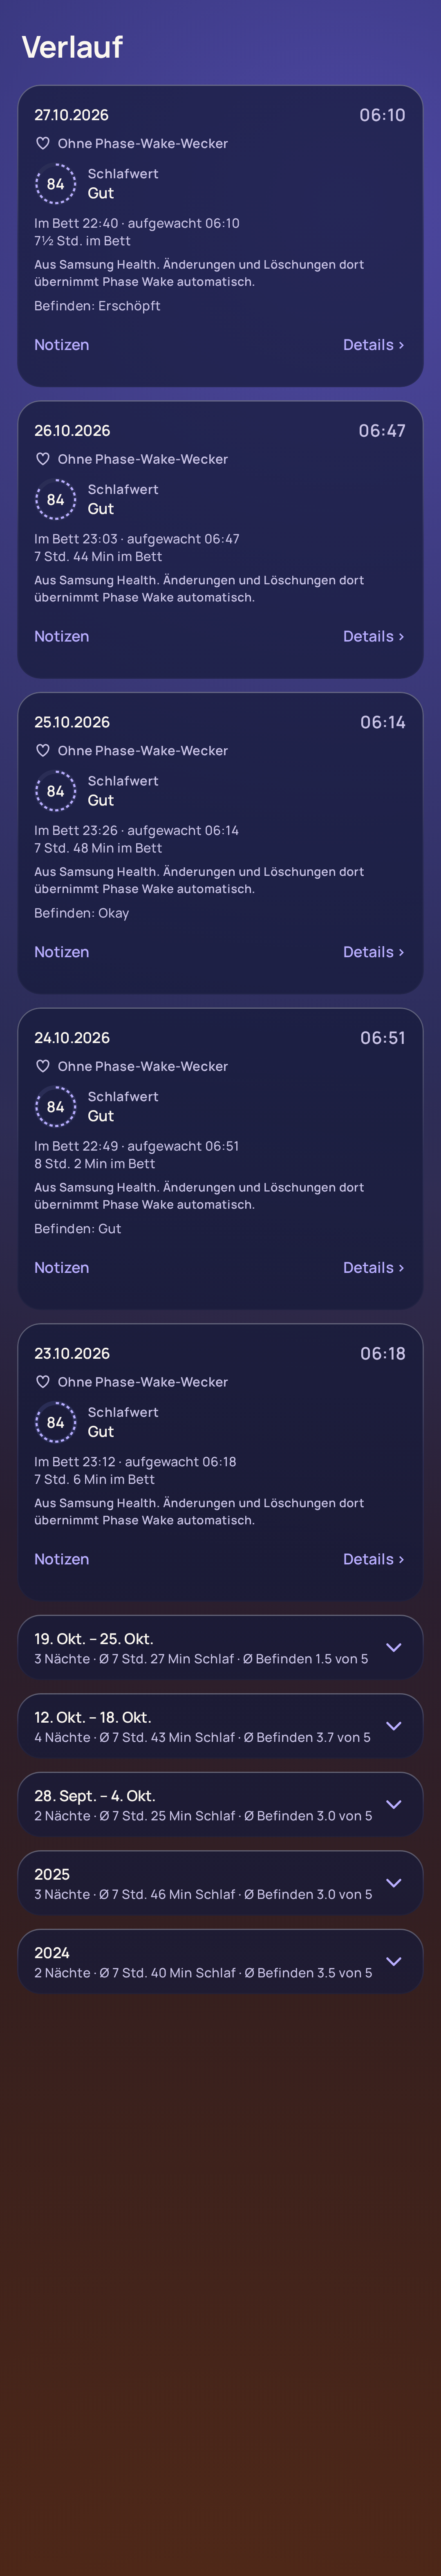 Verlauf
27.10.2026
06:10
Ohne Phase-Wake-Wecker
84
Schlafwert
Gut
Im Bett 22:40 · aufgewacht 06:10
7½ Std. im Bett
Aus Samsung Health. Änderungen und Löschungen dort
übernimmt Phase Wake automatisch.
Befinden: Erschöpft
Notizen
Details ›
26.10.2026
06:47
Ohne Phase-Wake-Wecker
84
Schlafwert
Gut
Im Bett 23:03 · aufgewacht 06:47
7 Std. 44 Min im Bett
Aus Samsung Health. Änderungen und Löschungen dort
übernimmt Phase Wake automatisch.
Notizen
Details ›
25.10.2026
06:14
Ohne Phase-Wake-Wecker
84
Schlafwert
Gut
Im Bett 23:26 · aufgewacht 06:14
7 Std. 48 Min im Bett
Aus Samsung Health. Änderungen und Löschungen dort
übernimmt Phase Wake automatisch.
Befinden: Okay
Notizen
Details ›
24.10.2026
06:51
Ohne Phase-Wake-Wecker
84
Schlafwert
Gut
Im Bett 22:49 · aufgewacht 06:51
8 Std. 2 Min im Bett
Aus Samsung Health. Änderungen und Löschungen dort
übernimmt Phase Wake automatisch.
Befinden: Gut
Notizen
Details ›
23.10.2026
06:18
Ohne Phase-Wake-Wecker
84
Schlafwert
Gut
Im Bett 23:12 · aufgewacht 06:18
7 Std. 6 Min im Bett
Aus Samsung Health. Änderungen und Löschungen dort
übernimmt Phase Wake automatisch.
Notizen
Details ›
19. Okt. – 25. Okt.
3 Nächte · Ø 7 Std. 27 Min Schlaf · Ø Befinden 1.5 von 5
12. Okt. – 18. Okt.
4 Nächte · Ø 7 Std. 43 Min Schlaf · Ø Befinden 3.7 von 5
28. Sept. – 4. Okt.
2 Nächte · Ø 7 Std. 25 Min Schlaf · Ø Befinden 3.0 von 5
2025
3 Nächte · Ø 7 Std. 46 Min Schlaf · Ø Befinden 3.0 von 5
2024
2 Nächte · Ø 7 Std. 40 Min Schlaf · Ø Befinden 3.5 von 5